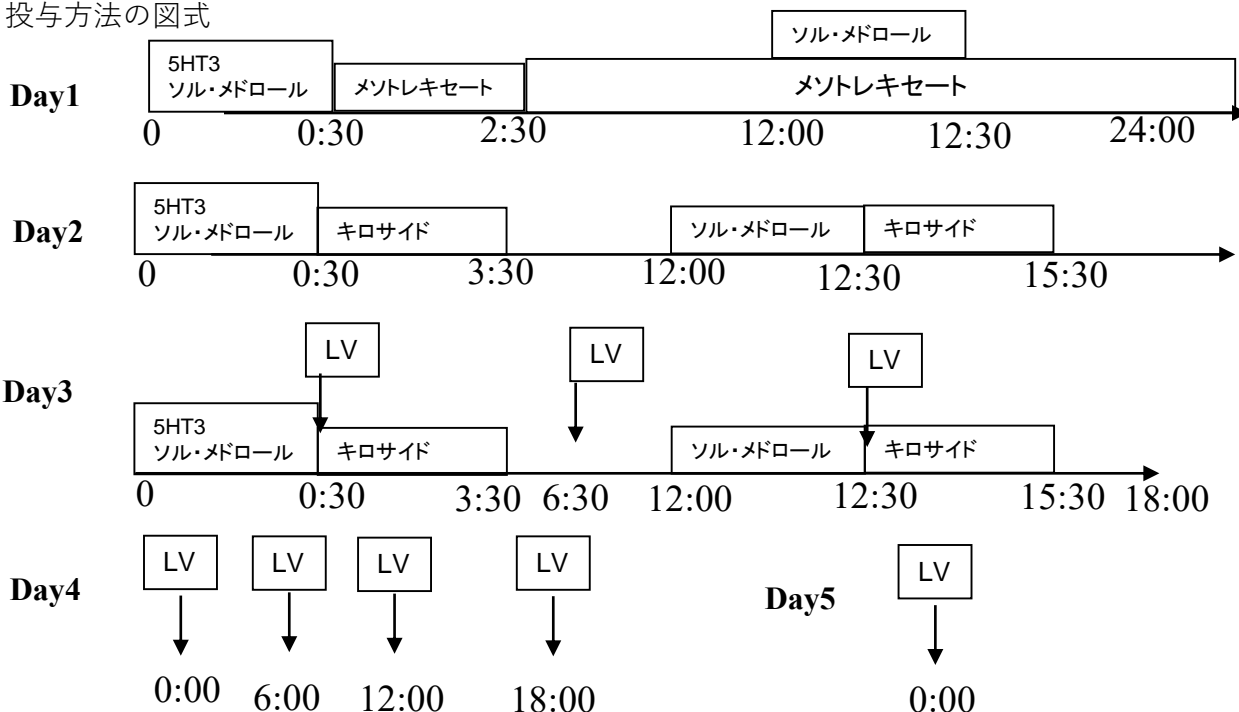 投与方法の図式
ソル・メドロール
5HT3
ソル・メドロール
メソトレキセート
メソトレキセート
Day1
0 0:30 2:30 12:00 12:30 24:00
5HT3
ソル・メドロール
キロサイド
ソル・メドロール
キロサイド
Day2
0 0:30 3:30 12:00 12:30 15:30
LV LV LV
Day3
5HT3
ソル・メドロール
キロサイド
ソル・メドロール
キロサイド
0 0:30 3:30 6:30 12:00 12:30 15:30 18:00
LV LV LV LV LV
Day4 Day5
0:00 6:00 12:00 18:00 0:00